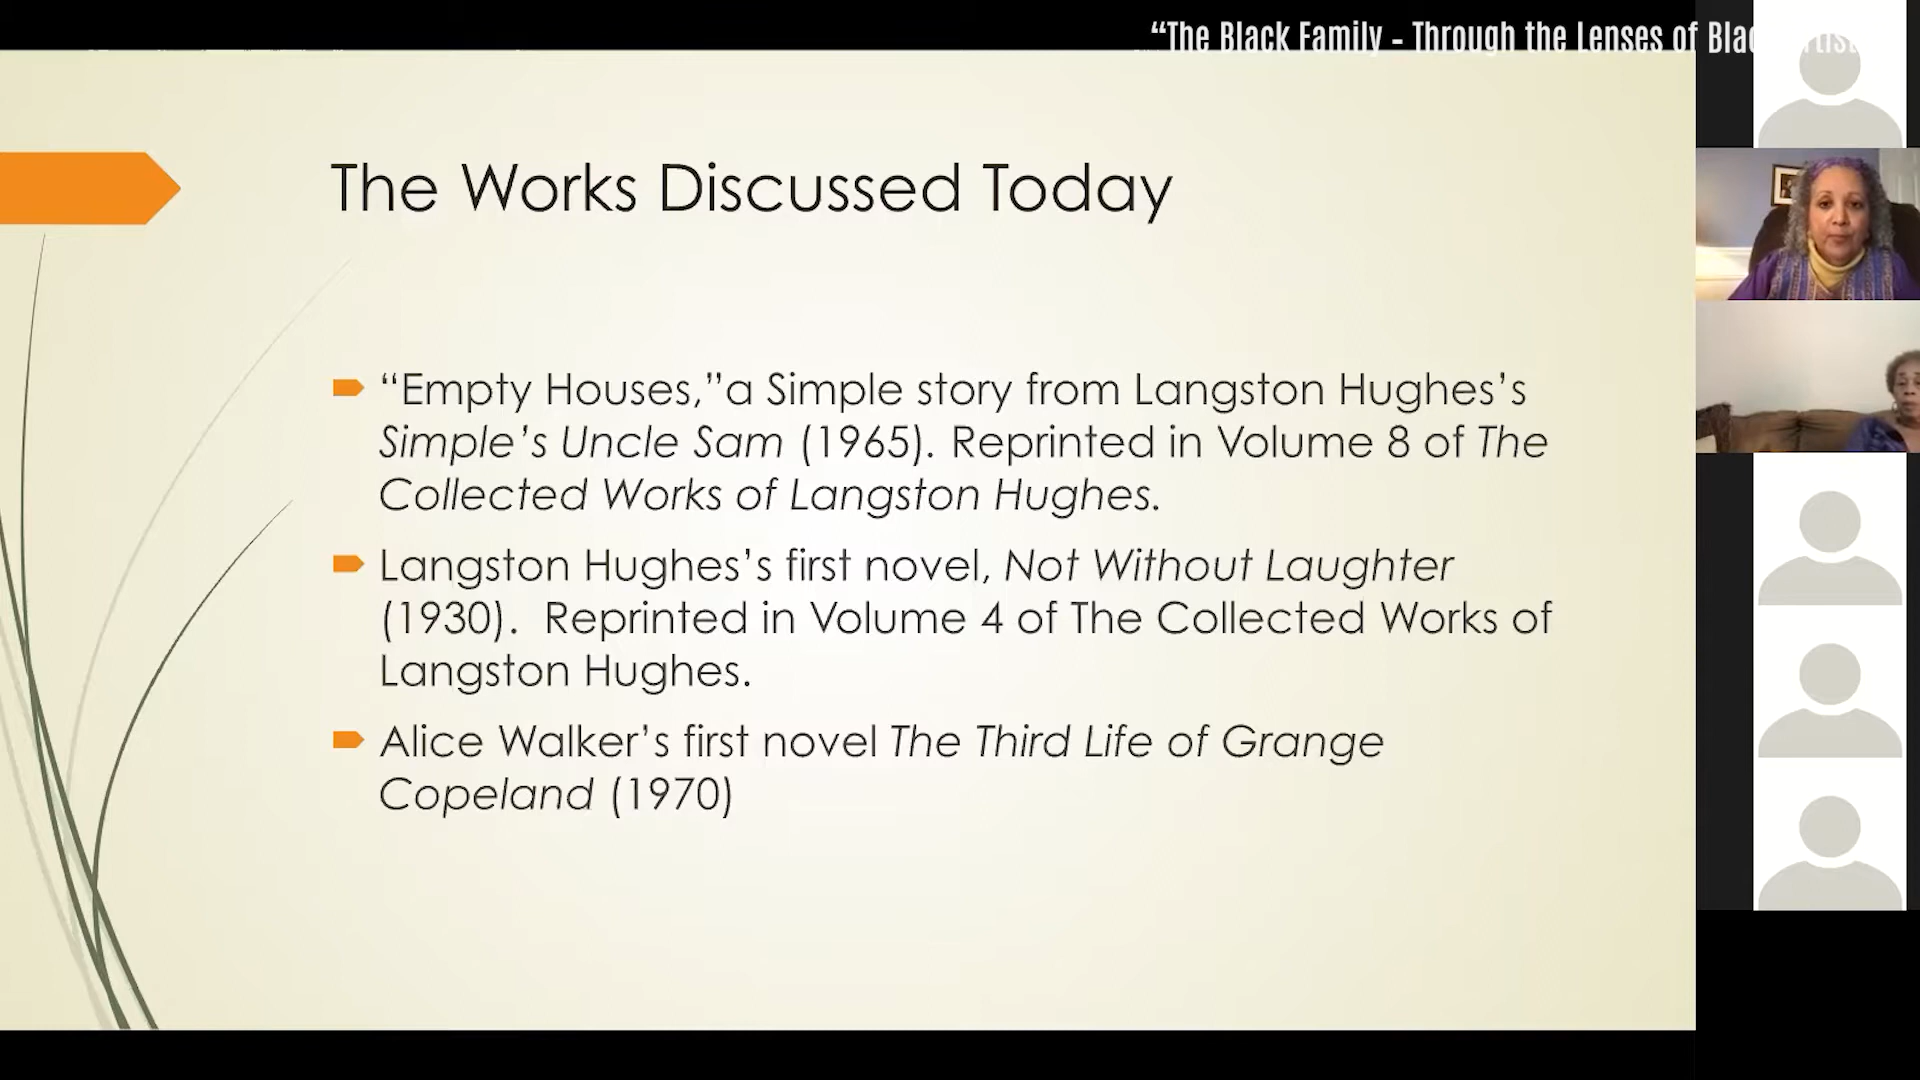 “The Black Family – Through the Lenses of
The Works Discussed Today
“Empty Houses,”a Simple story from Langston Hughes’s
Simple’s Uncle Sam (1965). Reprinted in Volume 8 of The
Collected Works of Langston Hughes.
Langston Hughes’s first novel, Not Without Laughter
(1930).  Reprinted in Volume 4 of The Collected Works of
Langston Hughes.
Alice Walker’s first novel The Third Life of Grange
Copeland (1970)